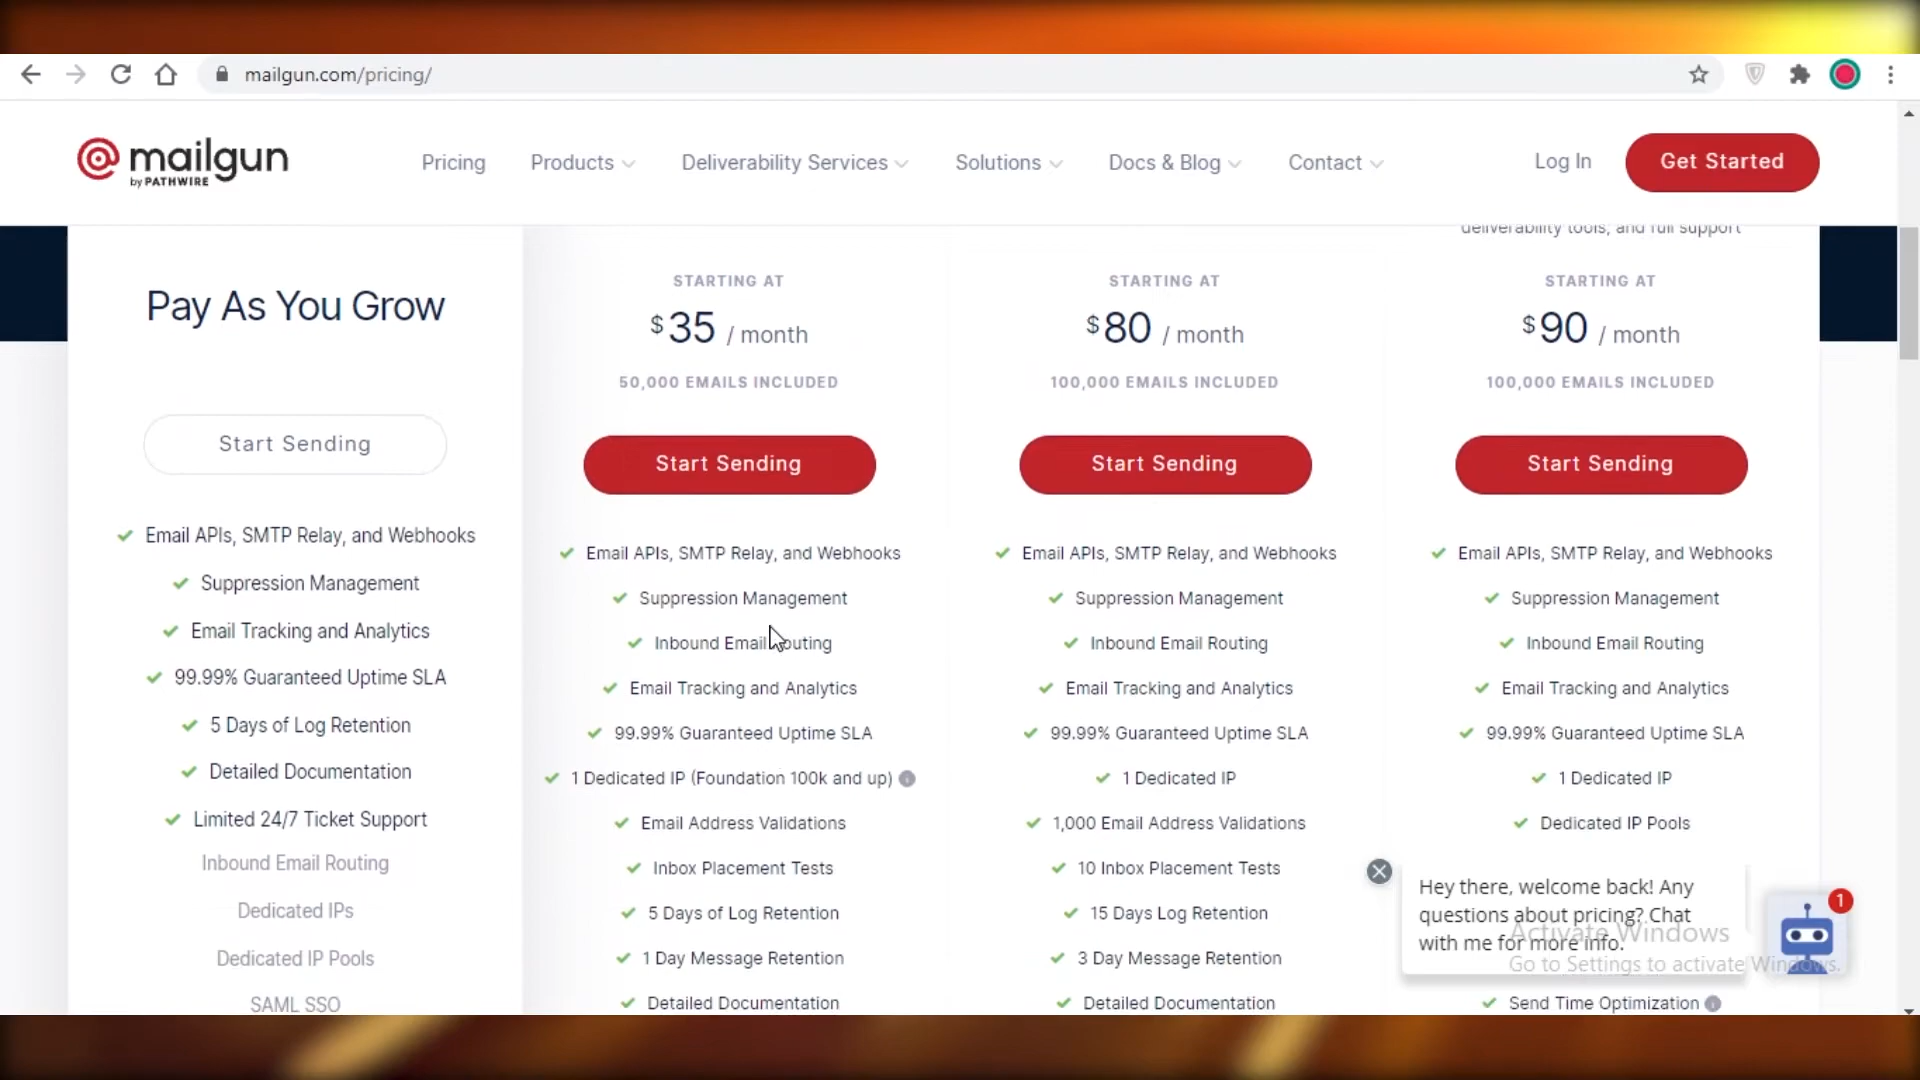 mailgun.com/pricing/
mailgun
by PATHWIRE
Pricing
Products
Deliverability Services
Solutions
Docs & Blog
Contact
Log In
Get Started
Pay As You Grow
Start Sending
Email APIs, SMTP Relay, and Webhooks
Suppression Management
Email Tracking and Analytics
99.99% Guaranteed Uptime SLA
5 Days of Log Retention
Detailed Documentation
Limited 24/7 Ticket Support
Inbound Email Routing
Dedicated IPs
Dedicated IP Pools
SAML SSO
STARTING AT
$35 / month
50,000 EMAILS INCLUDED
Start Sending
Email APIs, SMTP Relay, and Webhooks
Suppression Management
Inbound Email Routing
Email Tracking and Analytics
99.99% Guaranteed Uptime SLA
1 Dedicated IP (Foundation 100k and up)
Email Address Validations
Inbox Placement Tests
5 Days of Log Retention
1 Day Message Retention
Detailed Documentation
STARTING AT
$80 / month
100,000 EMAILS INCLUDED
Start Sending
Email APIs, SMTP Relay, and Webhooks
Suppression Management
Inbound Email Routing
Email Tracking and Analytics
99.99% Guaranteed Uptime SLA
1 Dedicated IP
1,000 Email Address Validations
10 Inbox Placement Tests
15 Days Log Retention
3 Day Message Retention
Detailed Documentation
deliverability tools, and full support
STARTING AT
$90 / month
100,000 EMAILS INCLUDED
Start Sending
Email APIs, SMTP Relay, and Webhooks
Suppression Management
Inbound Email Routing
Email Tracking and Analytics
99.99% Guaranteed Uptime SLA
1 Dedicated IP
Dedicated IP Pools
Send Time Optimization
Hey there, welcome back! Any
questions about pricing? Chat
with me for more info.
1
Activate Windows
Go to Settings to activate Windows.